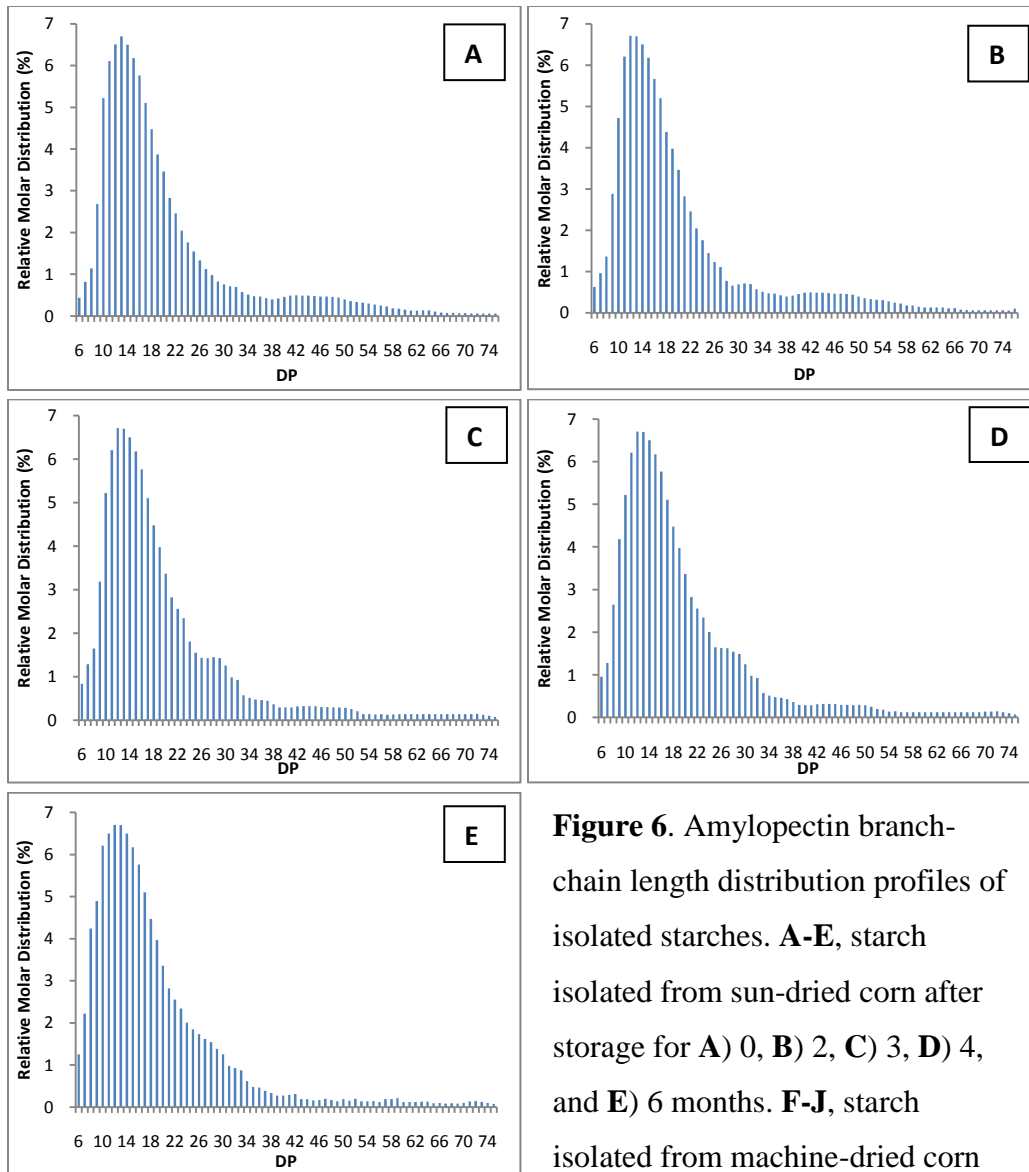 A
Relative Molar Distribution (%)
7
6
5
4
3
2
1
0
6 10 14 18 22 26 30 34 38 42 46 50 54 58 62 66 70 74
DP
B
Relative Molar Distribution (%)
7
6
5
4
3
2
1
0
6 10 14 18 22 26 30 34 38 42 46 50 54 58 62 66 70 74
DP
C
Relative Molar Distribution (%)
7
6
5
4
3
2
1
0
6 10 14 18 22 26 30 34 38 42 46 50 54 58 62 66 70 74
DP
D
Relative Molar Distribution (%)
7
6
5
4
3
2
1
0
6 10 14 18 22 26 30 34 38 42 46 50 54 58 62 66 70 74
DP
E
Relative Molar Distribution (%)
7
6
5
4
3
2
1
0
6 10 14 18 22 26 30 34 38 42 46 50 54 58 62 66 70 74
Figure 6. Amylopectin branch-
chain length distribution profiles of
isolated starches. A-E, starch
isolated from sun-dried corn after
storage for A) 0, B) 2, C) 3, D) 4,
and E) 6 months. F-J, starch
isolated from machine-dried corn